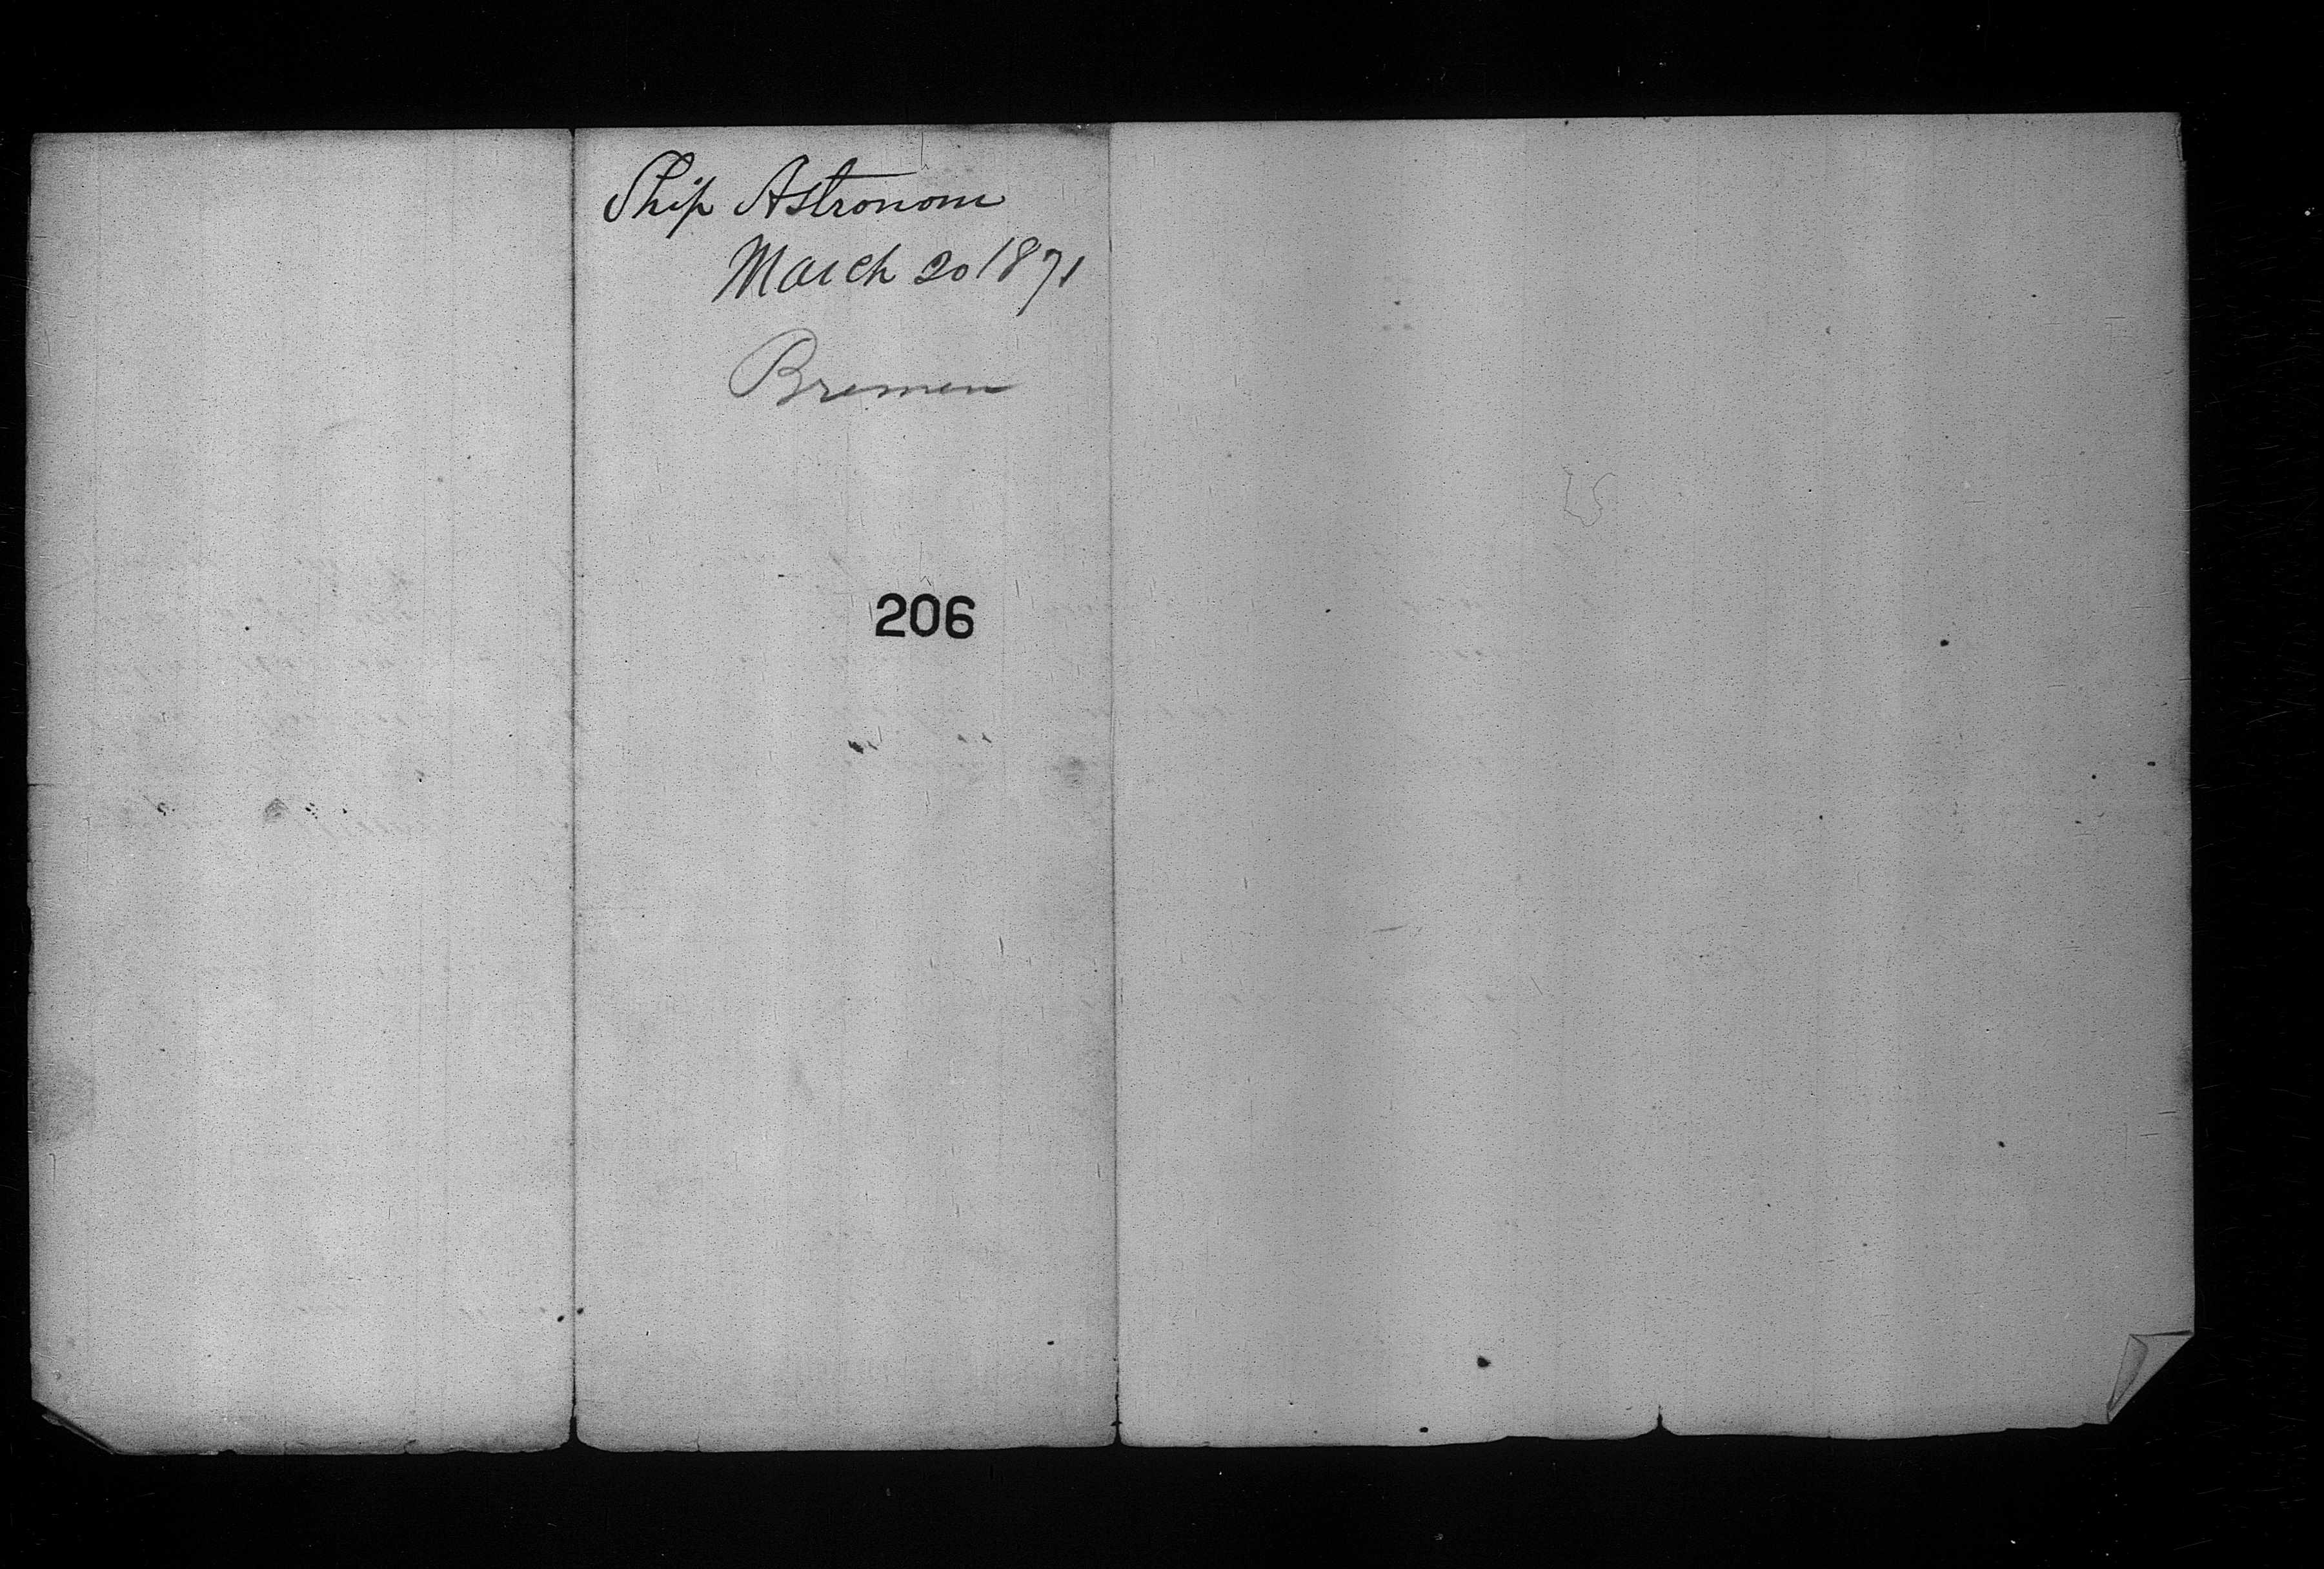 Ship Astronom
March 20 1871
Bremen
206